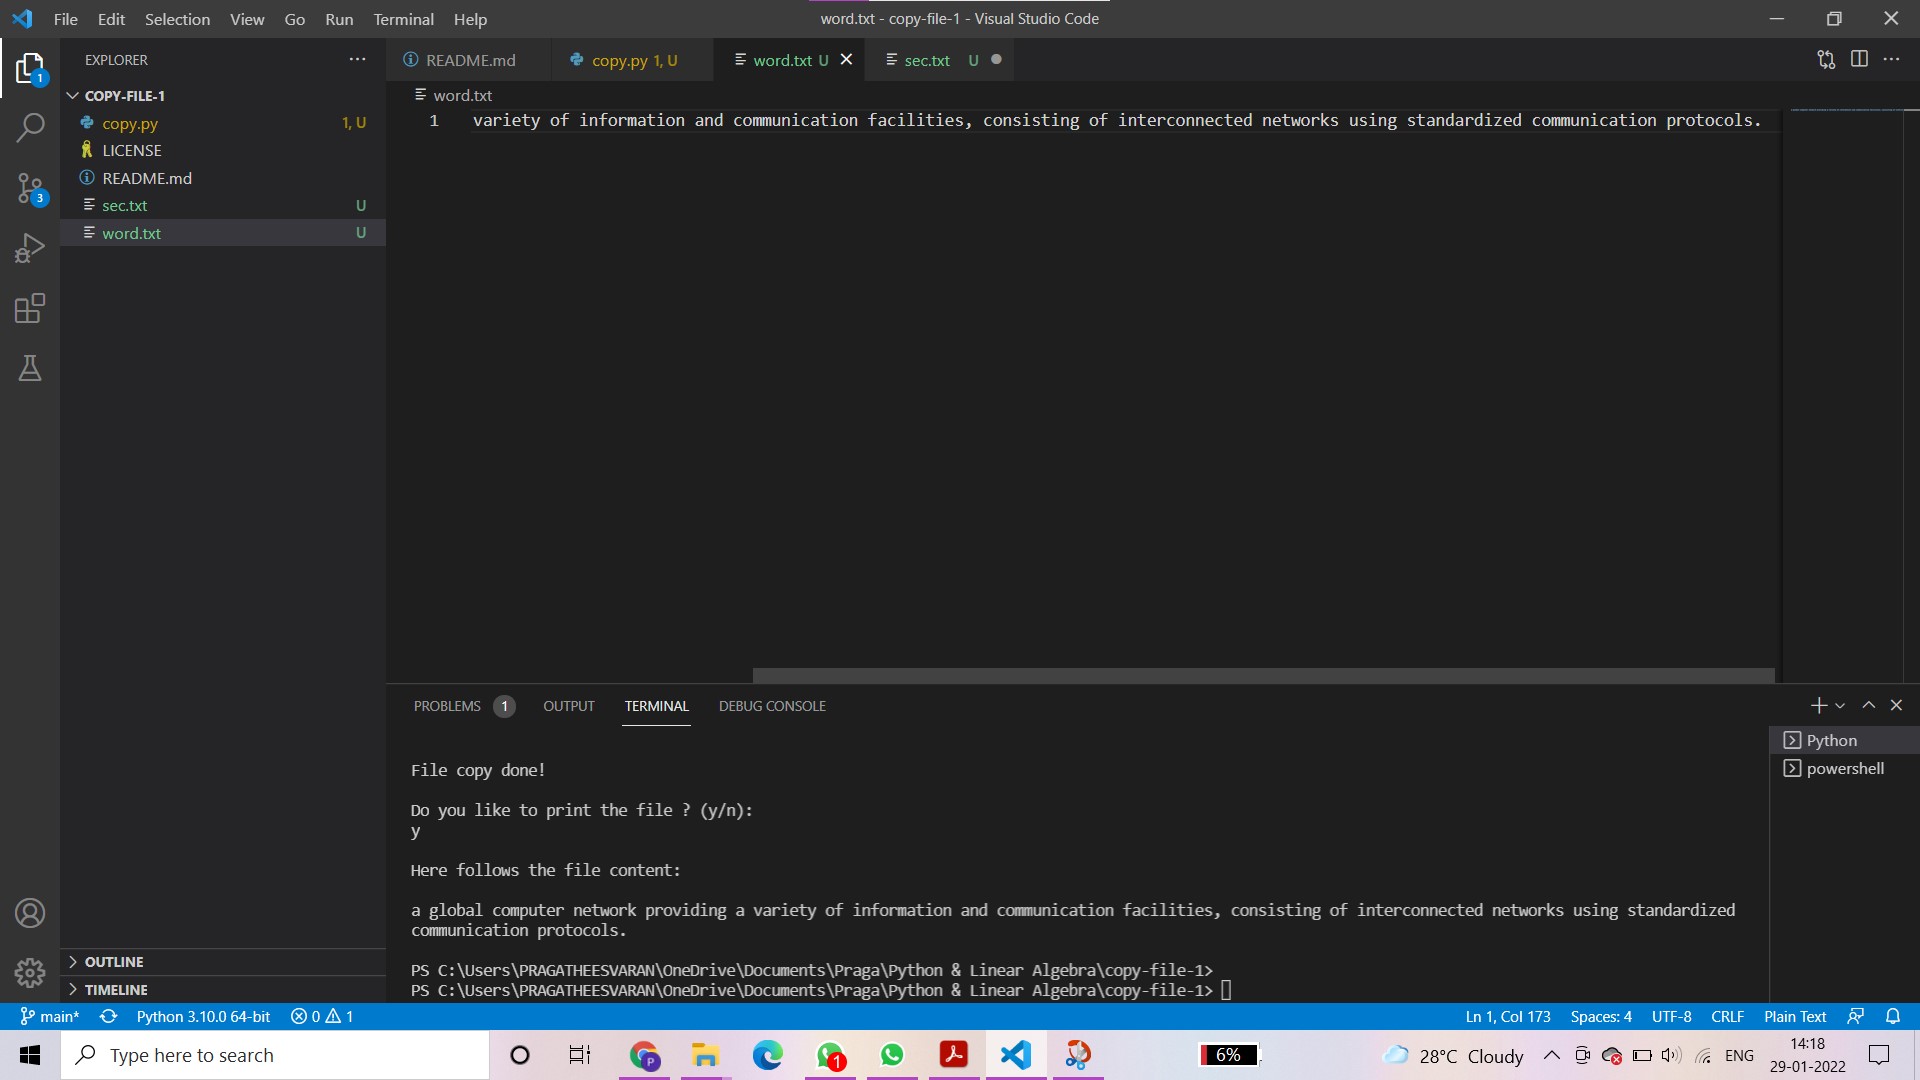 File Edit Selection View Go Run Terminal Help
word.txt - copy-file-1 - Visual Studio Code
EXPLORER
README.md
copy.py 1, U
word.txt U
sec.txt U
1
COPY-FILE-1
word.txt
copy.py 1, U
1 variety of information and communication facilities, consisting of interconnected networks using standardized communication protocols.
LICENSE
README.md
3
sec.txt U
word.txt U
PROBLEMS 1 OUTPUT TERMINAL DEBUG CONSOLE
Python
powershell
File copy done!
Do you like to print the file ? (y/n):
y
Here follows the file content:
a global computer network providing a variety of information and communication facilities, consisting of interconnected networks using standardized
communication protocols.
PS C:\Users\PRAGATHEESVARAN\OneDrive\Documents\Praga\Python & Linear Algebra\copy-file-1>
PS C:\Users\PRAGATHEESVARAN\OneDrive\Documents\Praga\Python & Linear Algebra\copy-file-1>
OUTLINE
TIMELINE
main* Python 3.10.0 64-bit 0 1 Ln 1, Col 173 Spaces: 4 UTF-8 CRLF Plain Text
Type here to search
P
1
6%
28°C Cloudy
ENG
14:18
29-01-2022